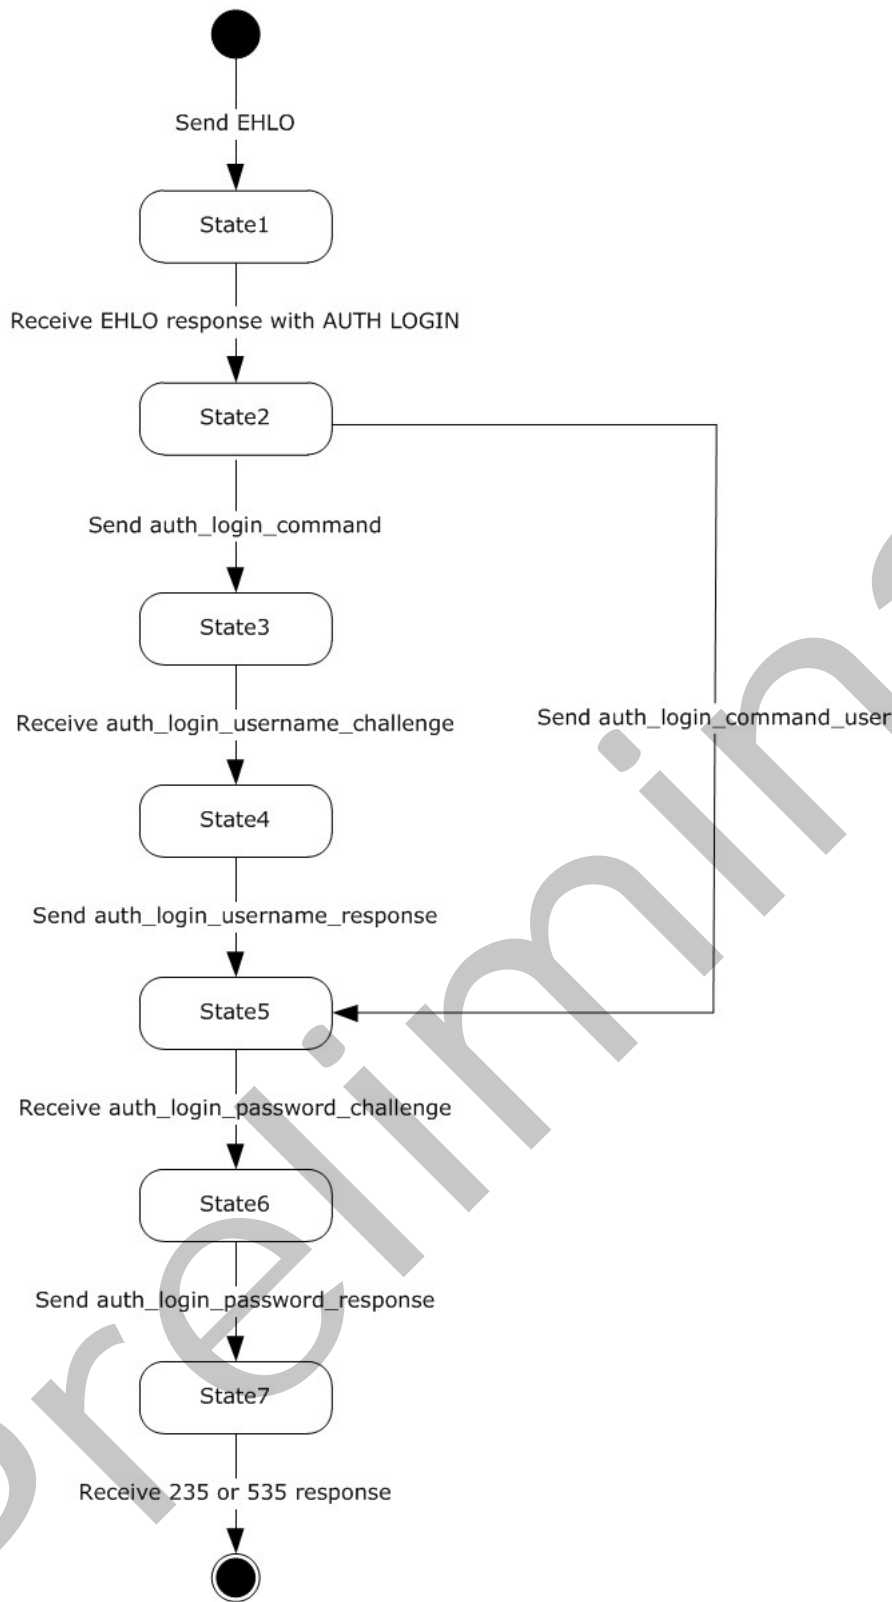 Send EHLO
State1
Receive EHLO response with AUTH LOGIN
State2
Send auth_login_command
State3
Receive auth_login_username_challenge
Send auth_login_command_user
State4
Send auth_login_username_response
State5
Receive auth_login_password_challenge
State6
Send auth_login_password_response
State7
Receive 235 or 535 response
Prelimina